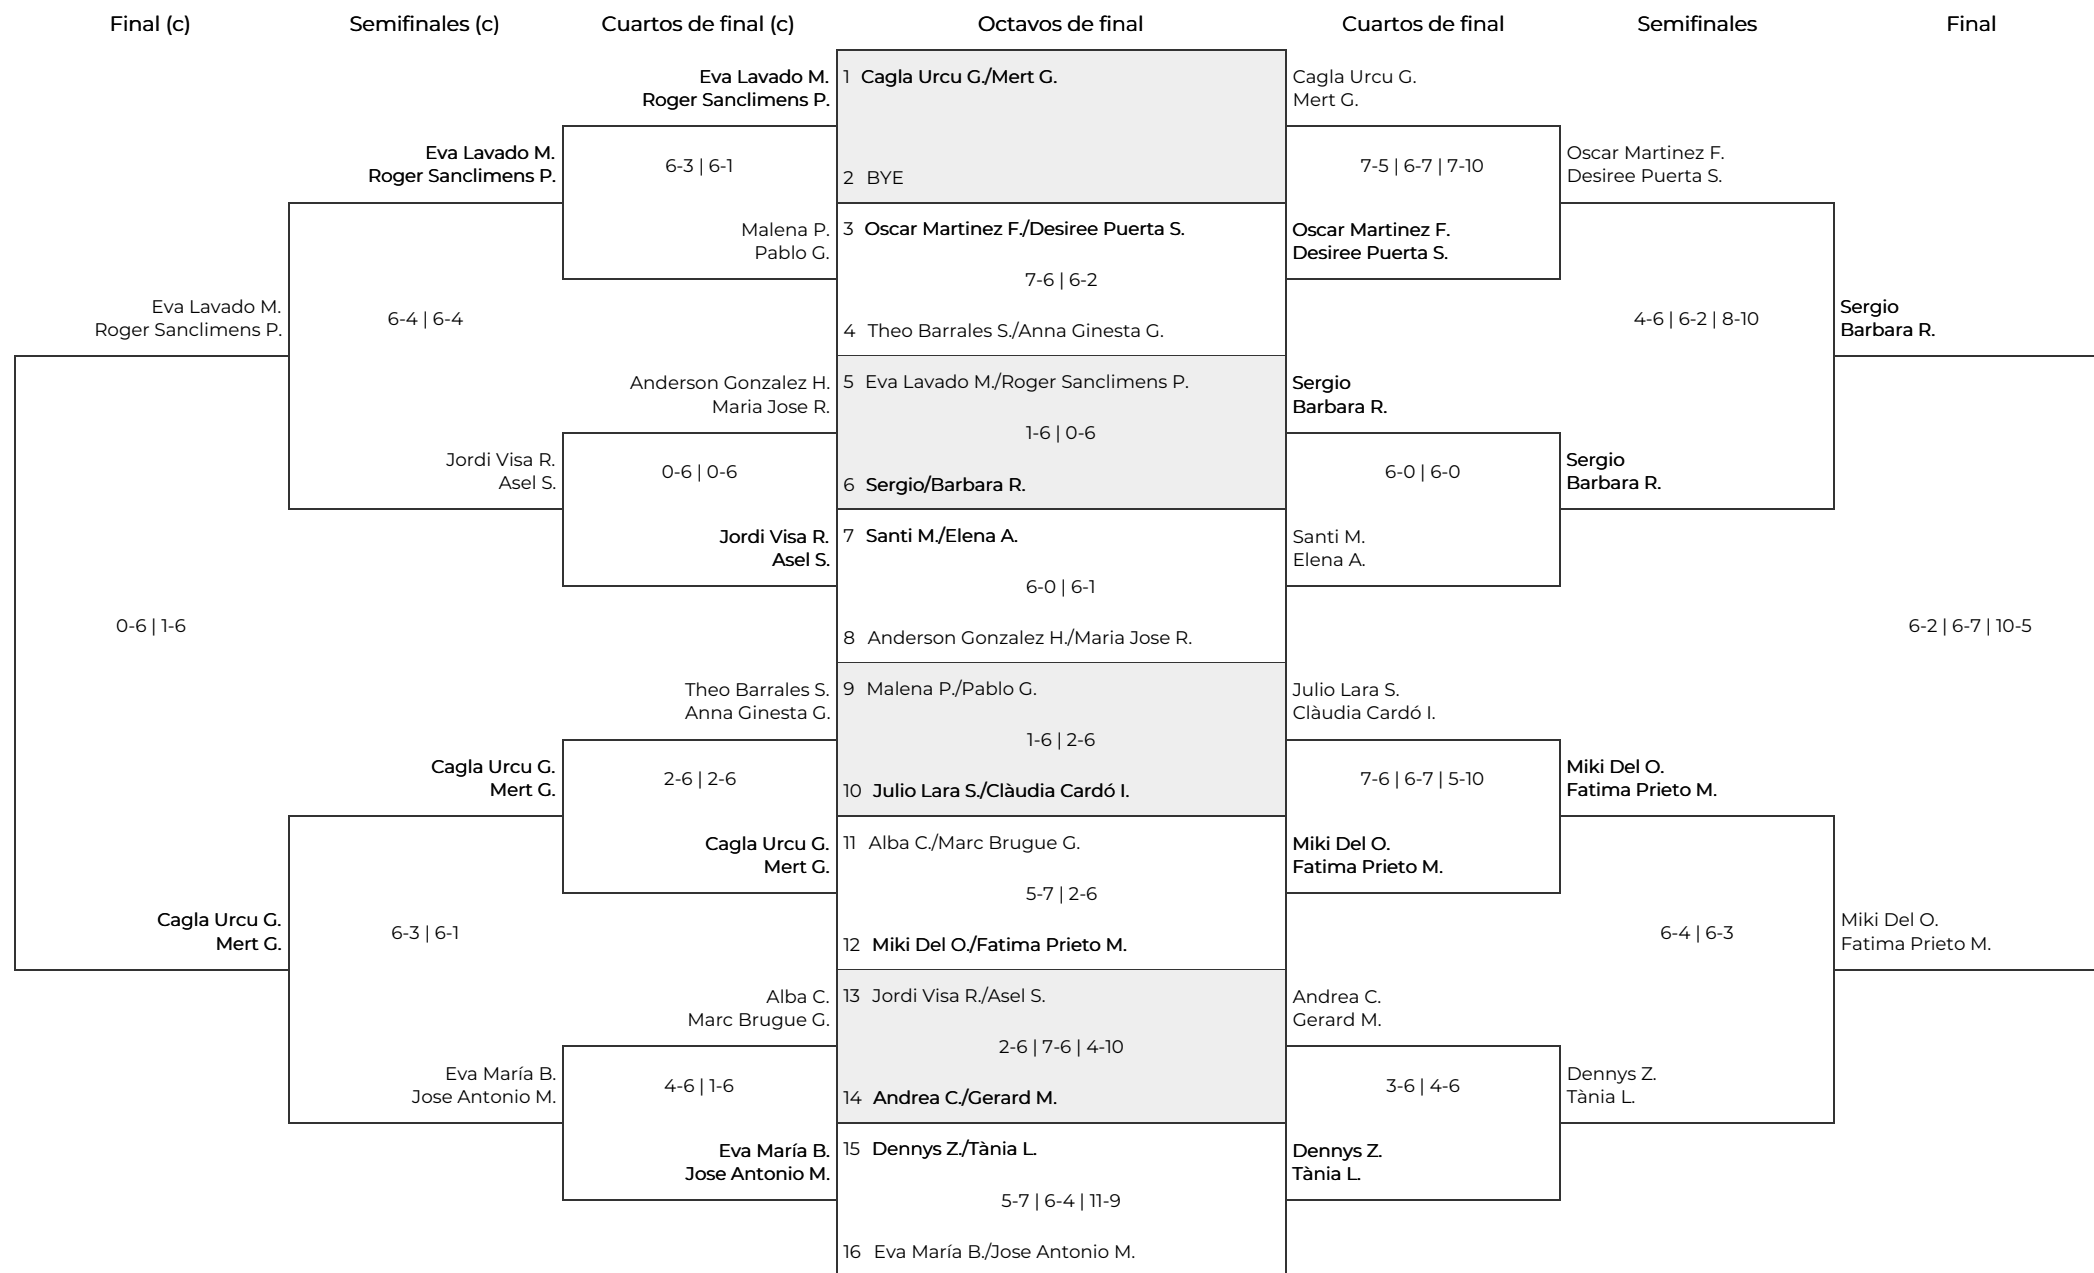 Final (c)
Semifinales (c)
Cuartos de final (c)
Octavos de final
Cuartos de final
Semifinales
Final
Eva Lavado M.
Roger Sanclimens P.
0-6 | 1-6
Cagla Urcu G.
Mert G.
Eva Lavado M.
Roger Sanclimens P.
6-4 | 6-4
Jordi Visa R.
Asel S.
Cagla Urcu G.
Mert G.
6-3 | 6-1
Eva María B.
Jose Antonio M.
Eva Lavado M.
Roger Sanclimens P.
6-3 | 6-1
Malena P.
Pablo G.
Anderson Gonzalez H.
Maria Jose R.
0-6 | 0-6
Jordi Visa R.
Asel S.
Theo Barrales S.
Anna Ginesta G.
2-6 | 2-6
Cagla Urcu G.
Mert G.
Alba C.
Marc Brugue G.
4-6 | 1-6
Eva María B.
Jose Antonio M.
1 Cagla Urcu G./Mert G.
2 BYE
3 Oscar Martinez F./Desiree Puerta S.
7-6 | 6-2
4 Theo Barrales S./Anna Ginesta G.
5 Eva Lavado M./Roger Sanclimens P.
1-6 | 0-6
6 Sergio/Barbara R.
7 Santi M./Elena A.
6-0 | 6-1
8 Anderson Gonzalez H./Maria Jose R.
9 Malena P./Pablo G.
1-6 | 2-6
10 Julio Lara S./Clàudia Cardó I.
11 Alba C./Marc Brugue G.
5-7 | 2-6
12 Miki Del O./Fatima Prieto M.
13 Jordi Visa R./Asel S.
2-6 | 7-6 | 4-10
14 Andrea C./Gerard M.
15 Dennys Z./Tània L.
5-7 | 6-4 | 11-9
16 Eva María B./Jose Antonio M.
Cagla Urcu G.
Mert G.
7-5 | 6-7 | 7-10
Oscar Martinez F.
Desiree Puerta S.
Sergio
Barbara R.
6-0 | 6-0
Santi M.
Elena A.
Julio Lara S.
Clàudia Cardó I.
7-6 | 6-7 | 5-10
Miki Del O.
Fatima Prieto M.
Andrea C.
Gerard M.
3-6 | 4-6
Dennys Z.
Tània L.
Oscar Martinez F.
Desiree Puerta S.
4-6 | 6-2 | 8-10
Sergio
Barbara R.
Miki Del O.
Fatima Prieto M.
6-4 | 6-3
Dennys Z.
Tània L.
Sergio
Barbara R.
6-2 | 6-7 | 10-5
Miki Del O.
Fatima Prieto M.